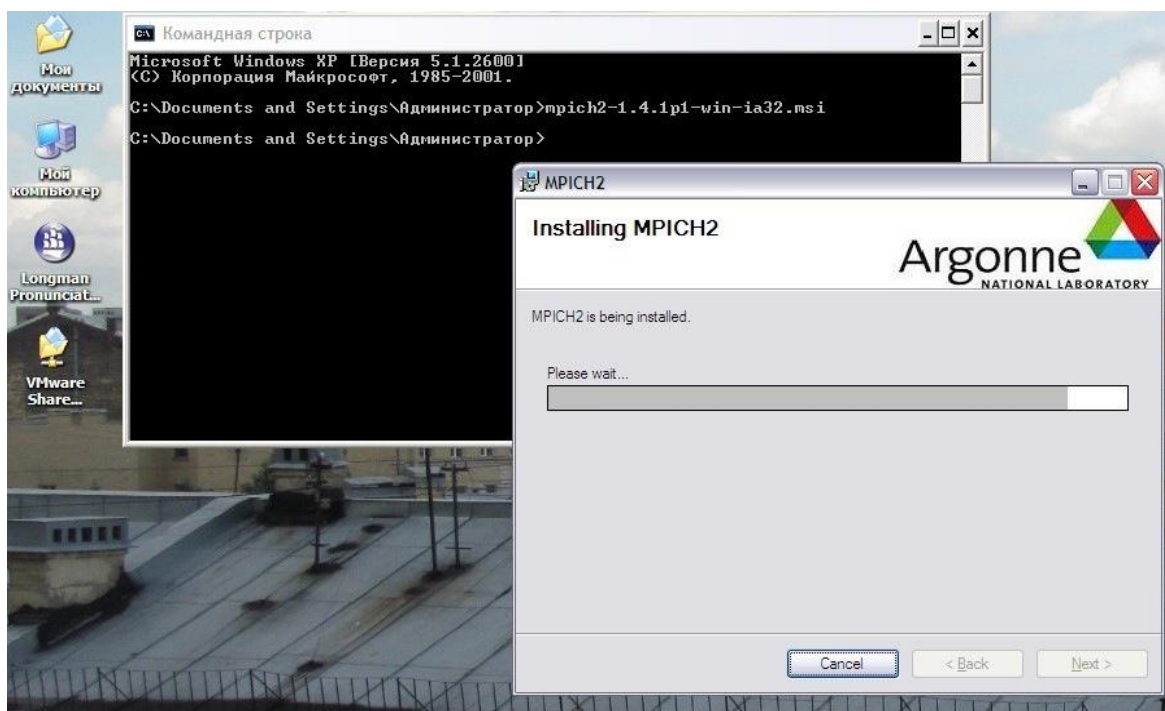 Мои
документы
Мой
компьютер
Longman
Pronunciat...
VMware
Share...
Командная строка
Microsoft Windows XP [Версия 5.1.2600]
(С) Корпорация Майкрософт, 1985-2001.
C:\Documents and Settings\Администратор>mpich2-1.4.1p1-win-ia32.msi
C:\Documents and Settings\Администратор>
MPICH2
Installing MPICH2
Argonne
NATIONAL LABORATORY
MPICH2 is being installed.
Please wait...
Cancel
< Back
Next >